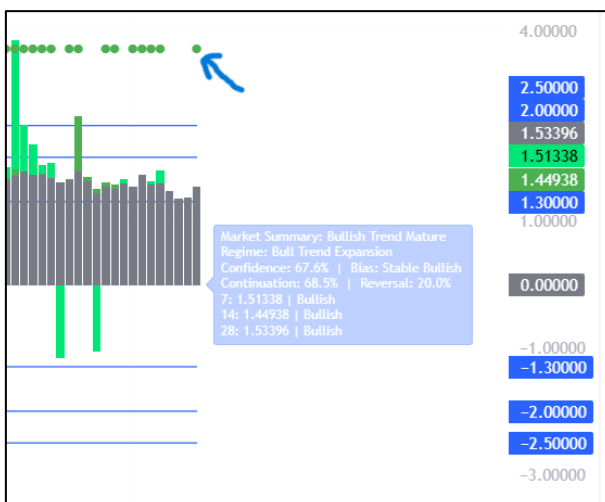 4.00000
2.50000
2.00000
1.53396
1.51338
1.44938
1.30000
1.00000
Market Summary: Bullish Trend Mature
Regime: Bull Trend Expansion
Confidence: 67.6% | Bias: Stable Bullish
Continuation: 68.5% | Reversal: 20.0%
7: 1.51338 | Bullish
14: 1.44938 | Bullish
28: 1.53396 | Bullish
0.00000
−1.00000
−1.30000
−2.00000
−2.50000
−3.00000